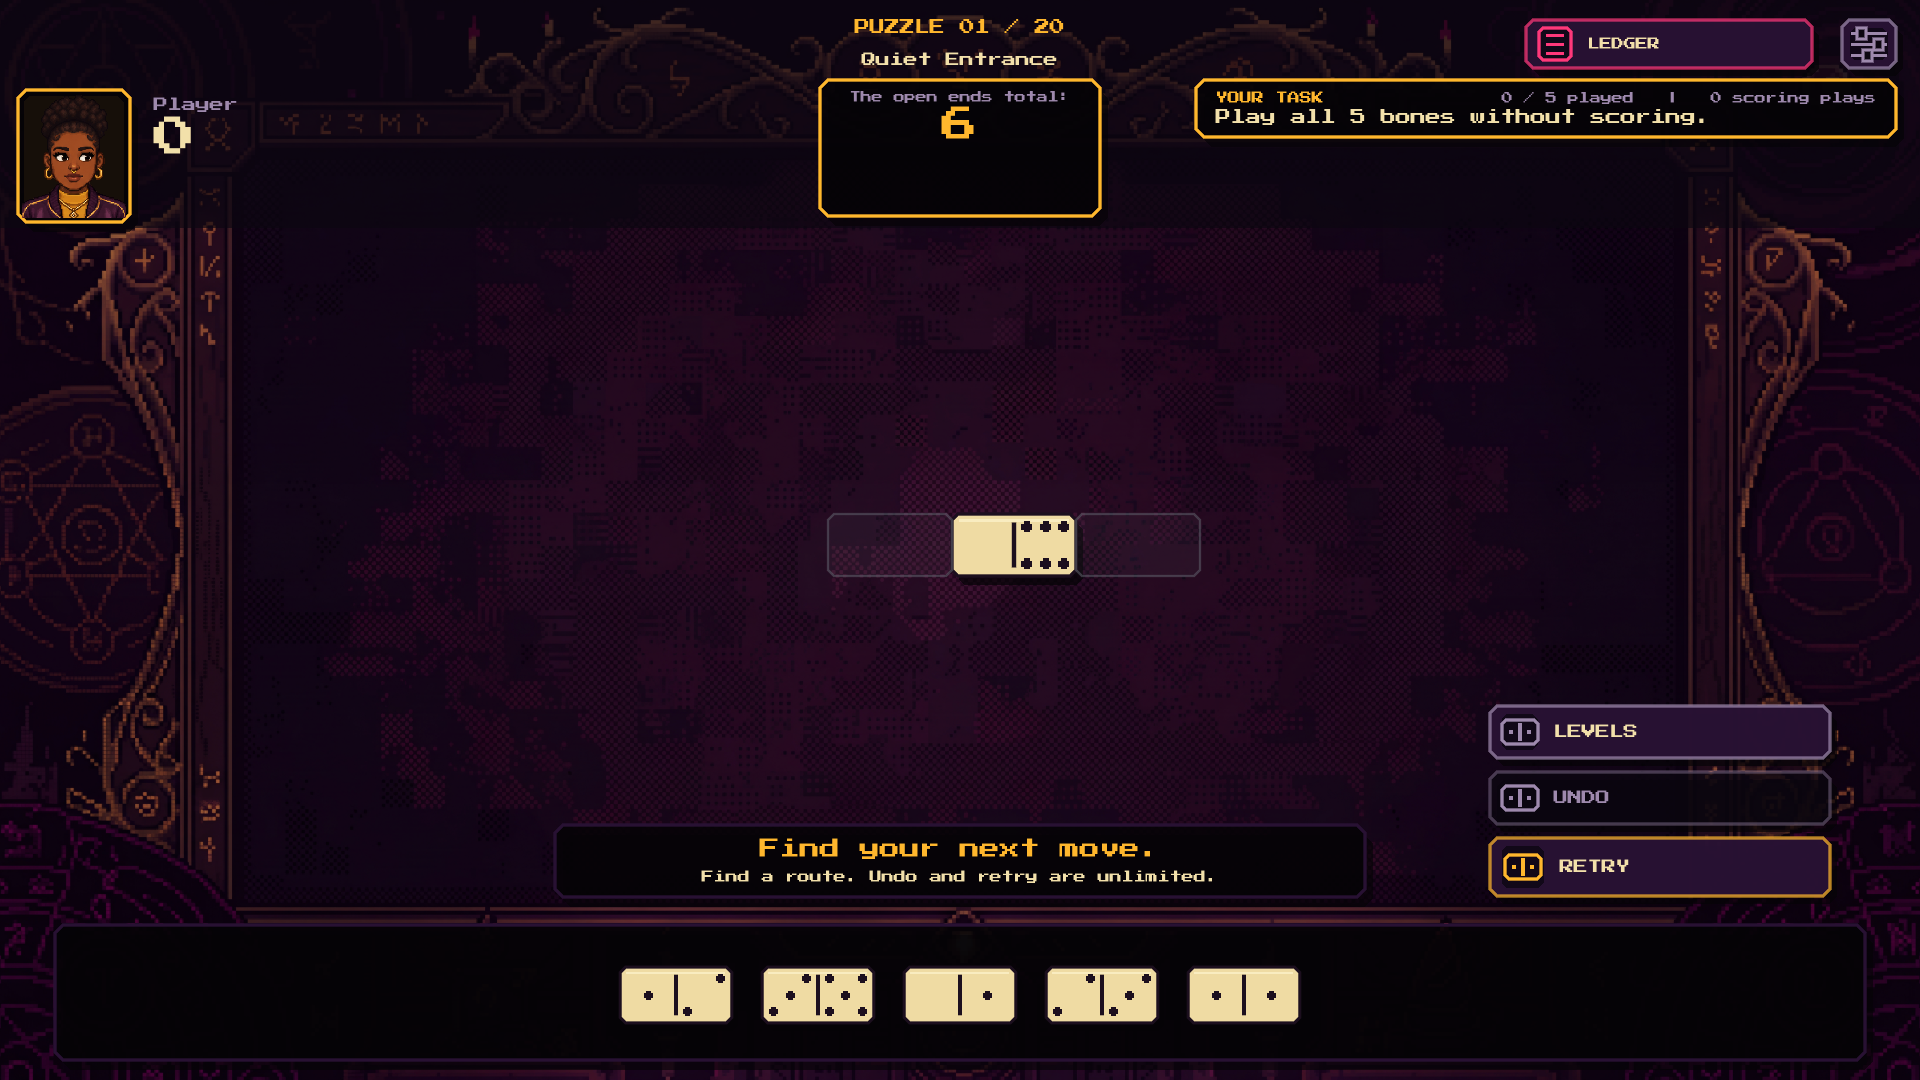 PUZZLE 01 / 20
Quiet Entrance
LEDGER
Player
0
The open ends total:
6
YOUR TASK
0 / 5 played | 0 scoring plays
Play all 5 bones without scoring.
LEVELS
UNDO
RETRY
Find your next move.
Find a route. Undo and retry are unlimited.